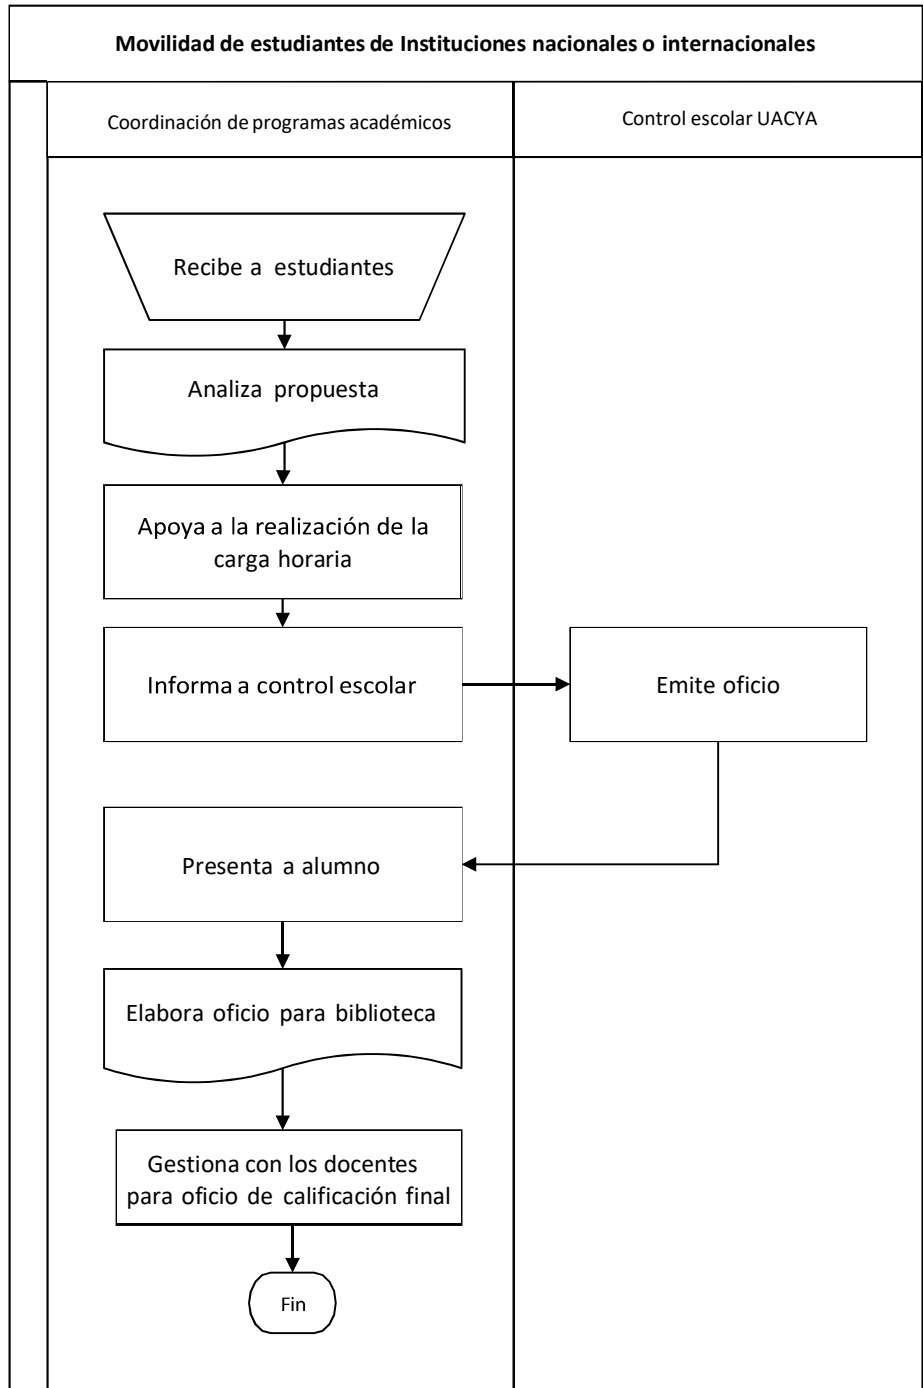 Movilidad de estudiantes de Instituciones nacionales o internacionales
Coordinación de programas académicos
Control escolar UACYA
Recibe a estudiantes
Analiza propuesta
Apoya a la realización de la
carga horaria
Informa a control escolar
Emite oficio
Presenta a alumno
Elabora oficio para biblioteca
Gestiona con los docentes
para oficio de calificación final
Fin